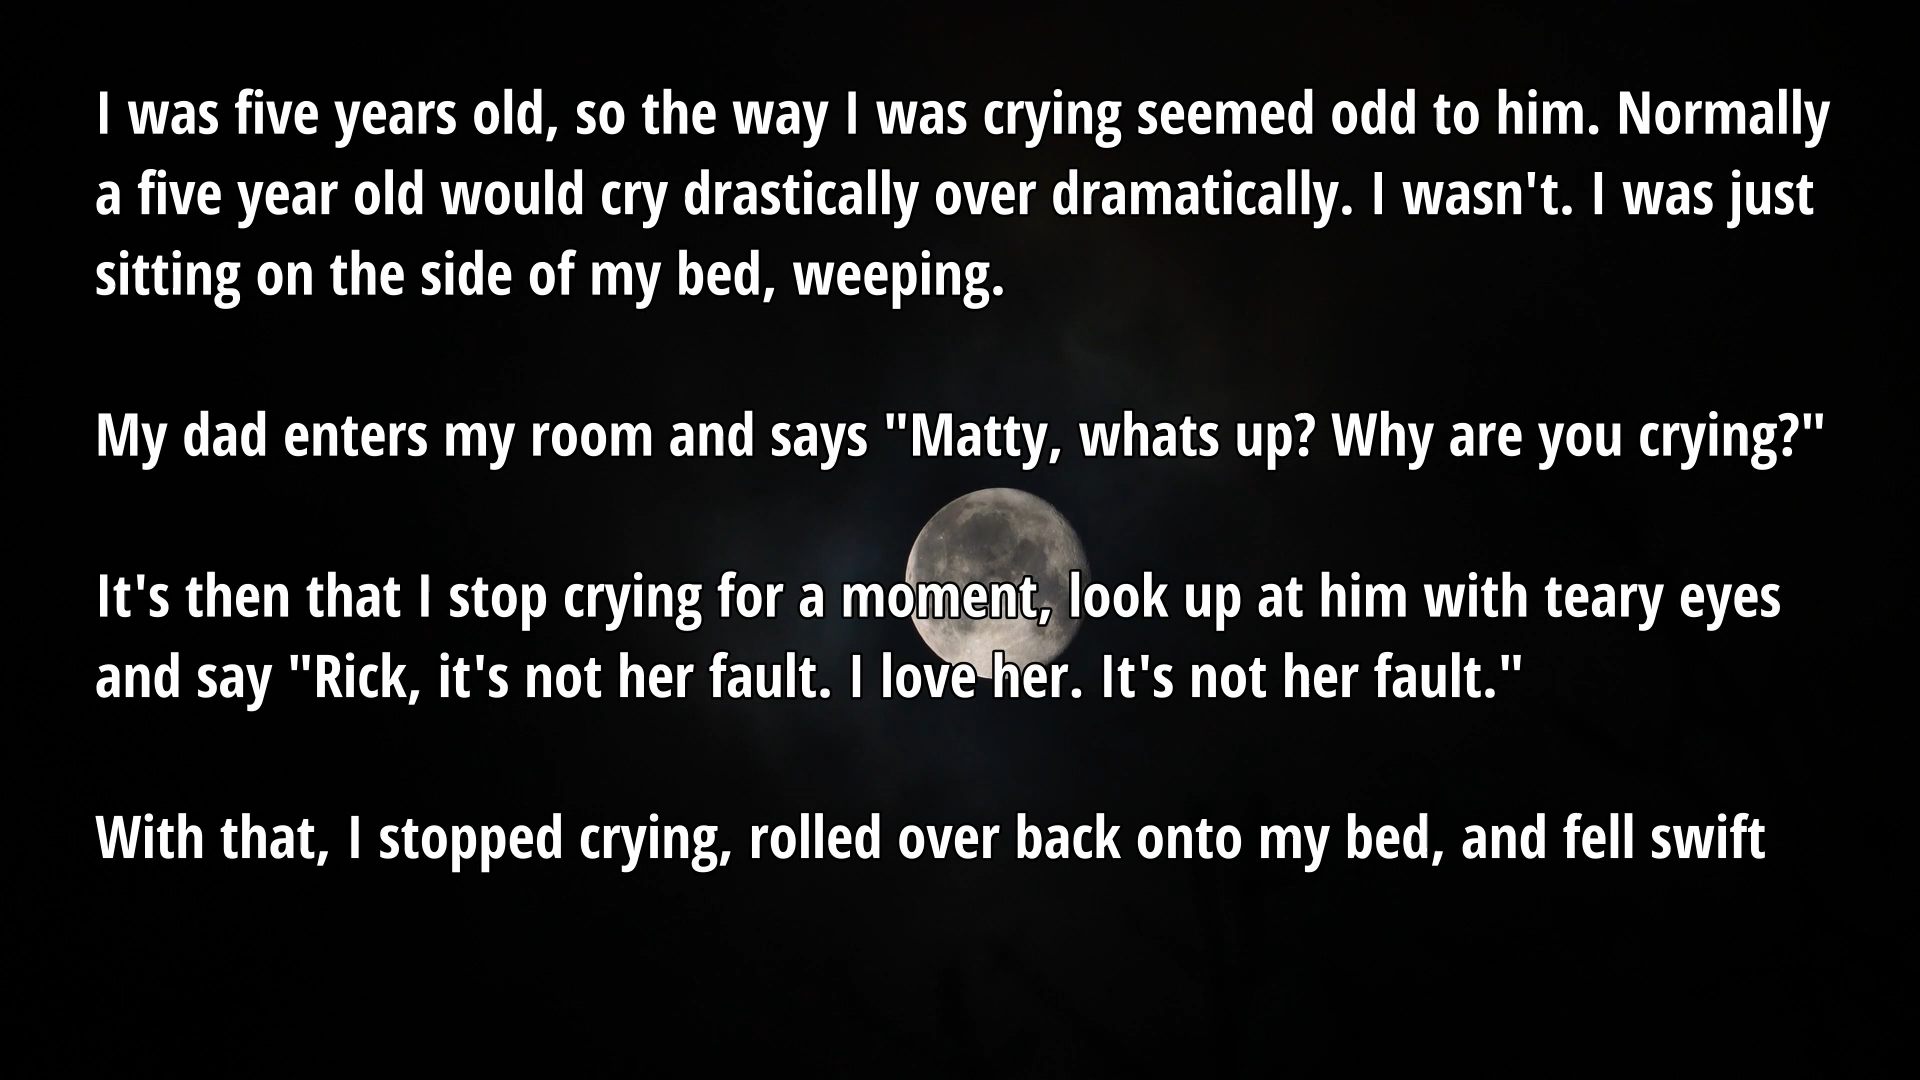 I was five years old, so the way I was crying seemed odd to him. Normally
a five year old would cry drastically over dramatically. I wasn't. I was just
sitting on the side of my bed, weeping.
My dad enters my room and says "Matty, whats up? Why are you crying?"
It's then that I stop crying for a moment, look up at him with teary eyes
and say "Rick, it's not her fault. I love her. It's not her fault."
With that, I stopped crying, rolled over back onto my bed, and fell swift